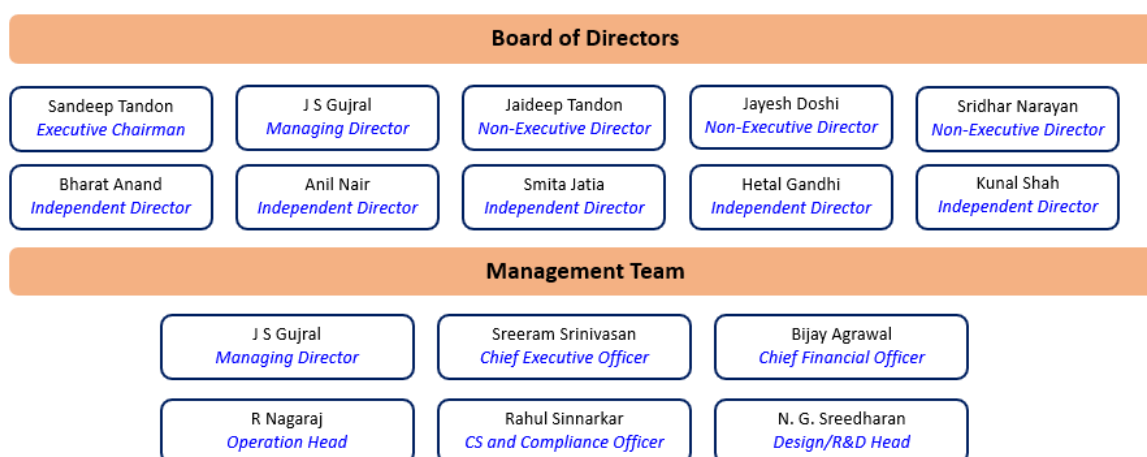 Board of Directors
Sandeep Tandon
Executive Chairman
J S Gujral
Managing Director
Jaideep Tandon
Non-Executive Director
Jayesh Doshi
Non-Executive Director
Sridhar Narayan
Non-Executive Director
Bharat Anand
Independent Director
Anil Nair
Independent Director
Smita Jatia
Independent Director
Hetal Gandhi
Independent Director
Kunal Shah
Independent Director
Management Team
J S Gujral
Managing Director
Sreeram Srinivasan
Chief Executive Officer
Bijay Agrawal
Chief Financial Officer
R Nagaraj
Operation Head
Rahul Sinnarkar
CS and Compliance Officer
N. G. Sreedharan
Design/R&D Head